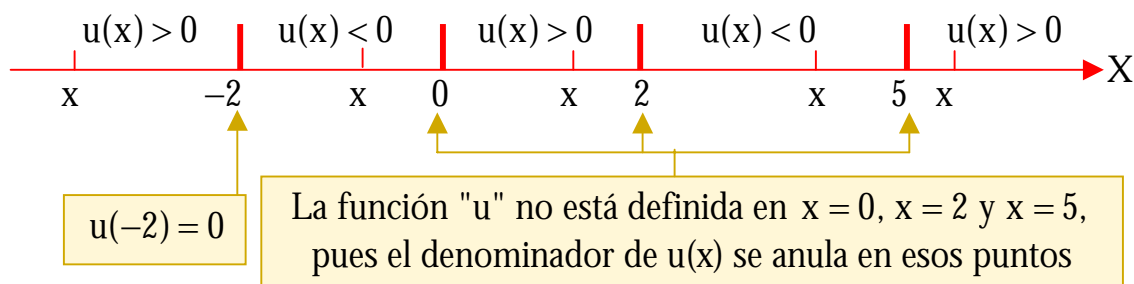 u(x) > 0 u(x) < 0 u(x) > 0 u(x) < 0 u(x) > 0
x −2 x 0 x 2 x 5 x X
u(−2) = 0
La función "u" no está definida en x = 0, x = 2 y x = 5,
pues el denominador de u(x) se anula en esos puntos